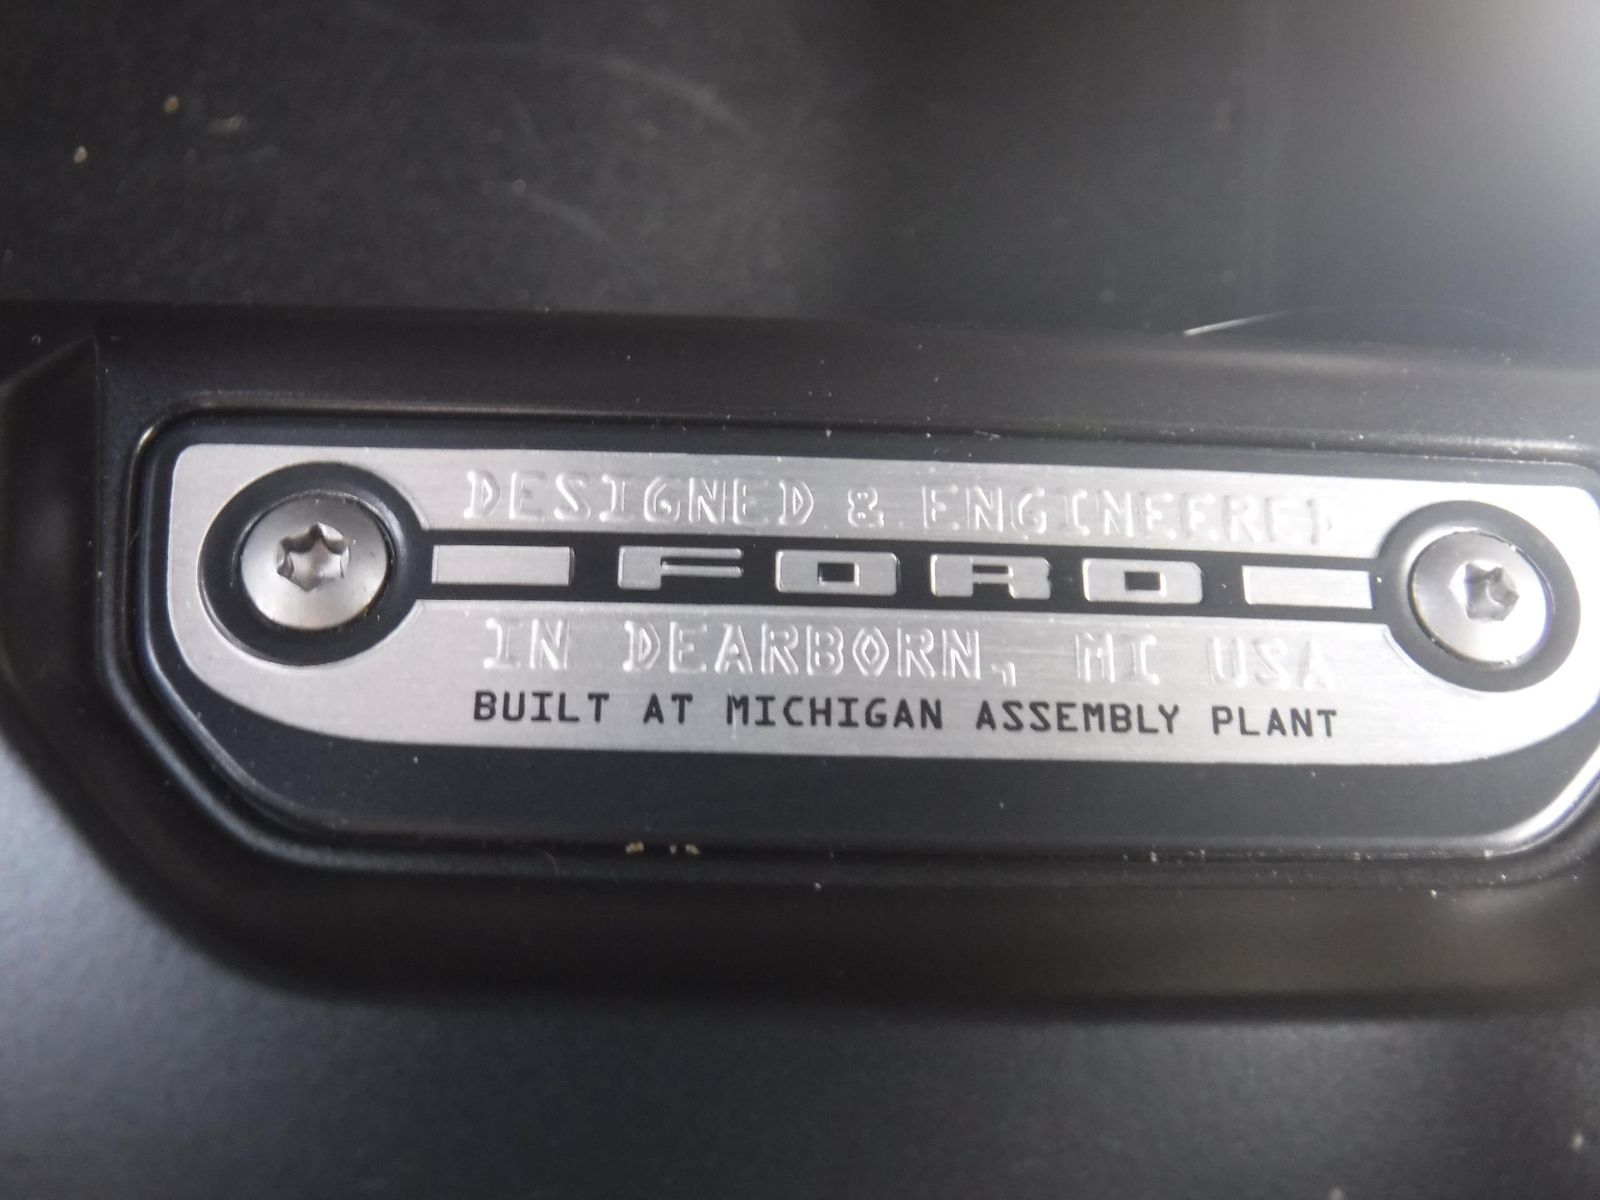 DESIGNED & ENGINEERED
FORD
IN DEARBORN, MI USA
BUILT AT MICHIGAN ASSEMBLY PLANT